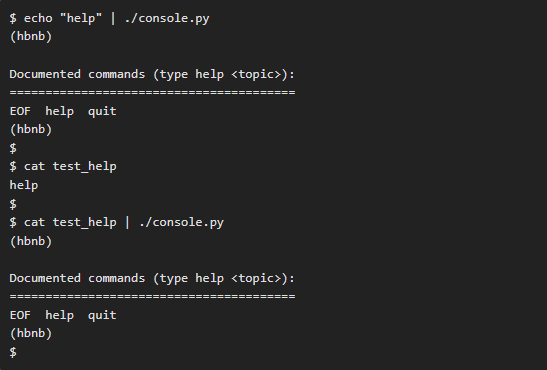 $ echo "help" | ./console.py
(hbnb)
Documented commands (type help <topic>):
========================================
EOF  help  quit
(hbnb)
$
$ cat test_help
help
$
$ cat test_help | ./console.py
(hbnb)
Documented commands (type help <topic>):
========================================
EOF  help  quit
(hbnb)
$